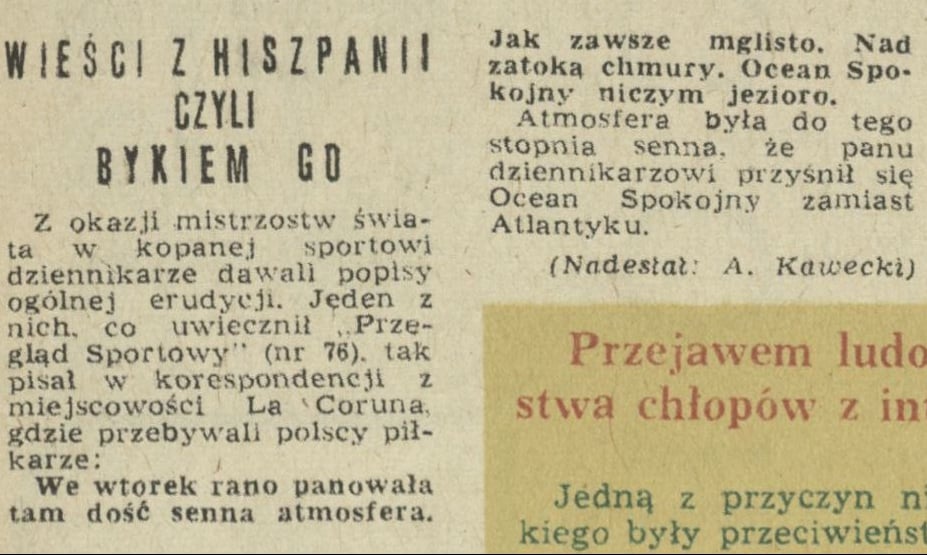 WIEŚCI Z HISZPANII
CZYLI
BYKIEM GO
Z okazji mistrzostw świa-
ta w kopanej sportowi
dziennikarze dawali popisy
ogólnej erudycji. Jeden z
nich, co uwiecznił „Prze-
gląd Sportowy" (nr 76), tak
pisał w korespondencji z
miejscowości La Coruna,
gdzie przebywali polscy pił-
karze:
We wtorek rano panowała
tam dość senna atmosfera.
Jak zawsze mglisto. Nad
zatoką chmury. Ocean Spo-
kojny niczym jezioro.
Atmosfera była do tego
stopnia senna, że panu
dziennikarzowi przyśnił się
Ocean Spokojny zamiast
Atlantyku.
(Nadesłał: A. Kawecki)
Przejawem ludo
stwa chłopów z in
Jedną z przyczyn ni
kiego były przeciwieńst